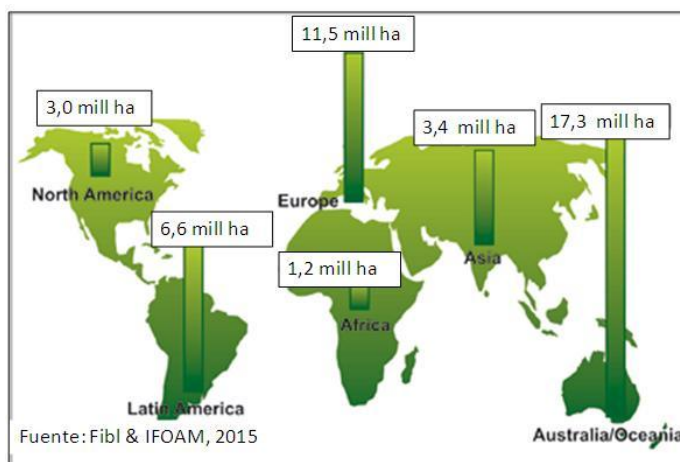 11,5 mill ha
3,0 mill ha
3,4 mill ha
17,3 mill ha
North America
Europe
6,6 mill ha
Asia
1,2 mill ha
Africa
Latin America
Fuente: Fibl & IFOAM, 2015
Australia/Oceania